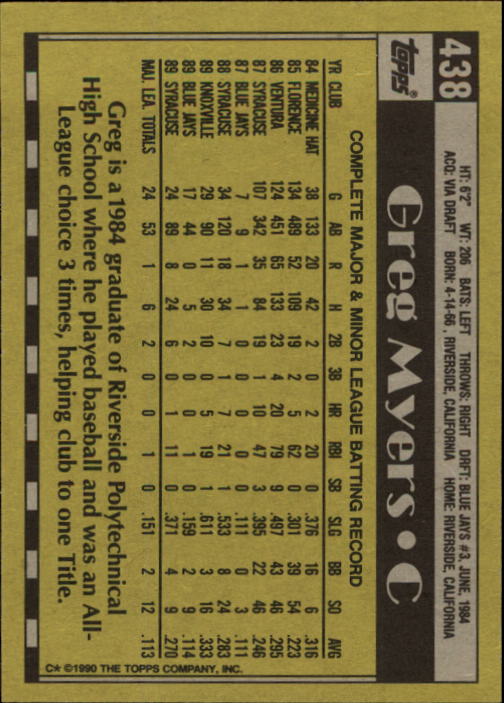 438
topps®
HT: 6'2" WT: 206 BATS: LEFT THROWS: RIGHT DRFT: BLUE JAYS #3, JUNE, 1984
ACQ: VIA DRAFT BORN: 4-14-66, RIVERSIDE, CALIFORNIA HOME: RIVERSIDE, CALIFORNIA
Greg Myers • C
COMPLETE MAJOR & MINOR LEAGUE BATTING RECORD
YR CLUB G AB R H 2B 3B HR RBI SB SLG BB SO AVG
84 MEDICINE HAT 38 133 20 42 2 0 2 20 0 .376 16 6 .316
85 FLORENCE 134 489 52 109 19 2 5 62 0 .301 39 54 .223
86 VENTURA 124 451 65 133 23 4 20 79 9 .497 43 46 .295
87 SYRACUSE 107 342 35 84 19 1 10 47 3 .395 22 46 .246
87 BLUE JAYS 7 9 1 1 0 0 0 0 0 .111 0 3 .111
88 SYRACUSE 34 120 18 34 7 1 7 21 1 .533 8 24 .283
89 KNOXVILLE 29 90 11 30 10 0 5 19 1 .611 3 16 .333
89 BLUE JAYS 17 44 0 5 2 0 0 1 0 .159 2 9 .114
89 SYRACUSE 24 89 8 24 6 0 1 11 0 .371 4 9 .270
MAJ. LEA. TOTALS 24 53 1 6 2 0 0 1 0 .151 2 12 .113
Greg is a 1984 graduate of Riverside Polytechnical
High School where he played baseball and was an All-
League choice 3 times, helping club to one Title.
C* ©1990 THE TOPPS COMPANY, INC.